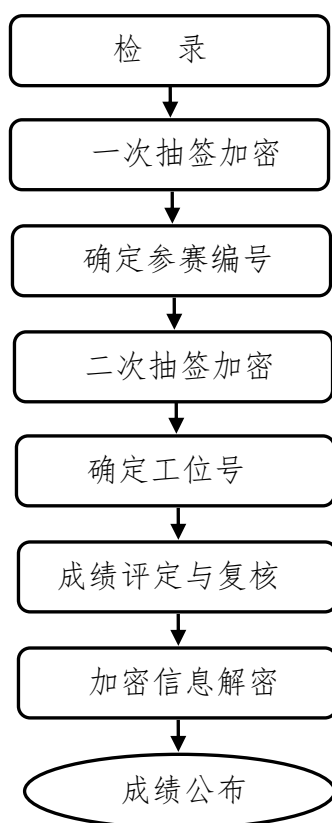 检 录
一次抽签加密
确定参赛编号
二次抽签加密
确定工位号
成绩评定与复核
加密信息解密
成绩公布